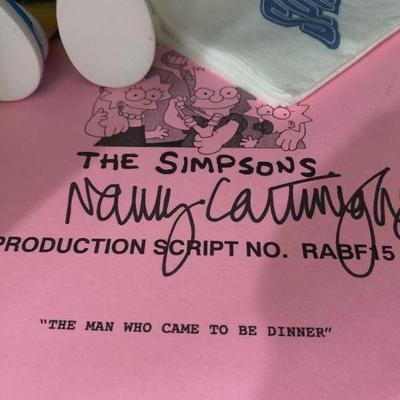 THE SIMPSONS
Nancy Cartwright
PRODUCTION SCRIPT NO. RABF15
"THE MAN WHO CAME TO BE DINNER"